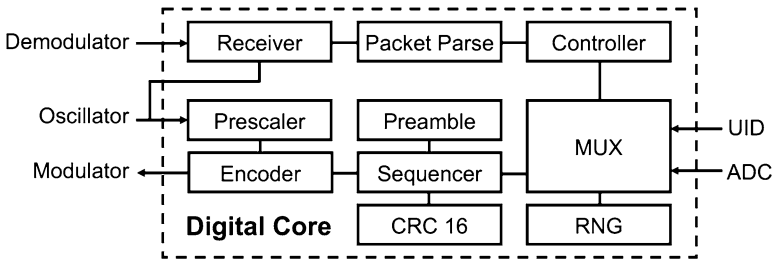 Demodulator
Receiver
Packet Parse
Controller
Oscillator
Prescaler
Preamble
MUX
UID
Modulator
Encoder
Sequencer
ADC
Digital Core
CRC 16
RNG